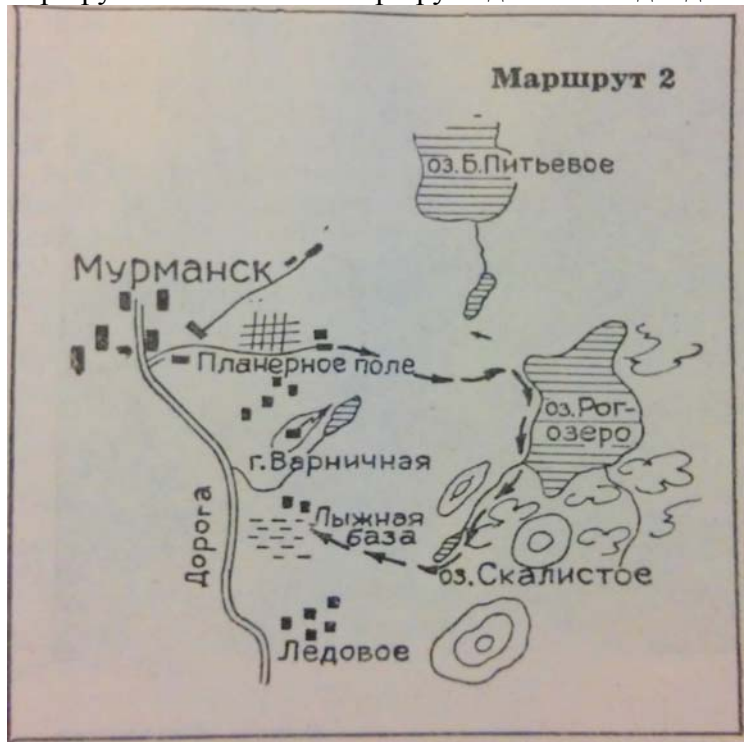 Маршрут 2
оз.Б.Питьевое
Мурманск
Планерное поле
оз.Рог-
озеро
г.Варничная
Лыжная
база
Дорога
оз.Скалистое
Ледовое